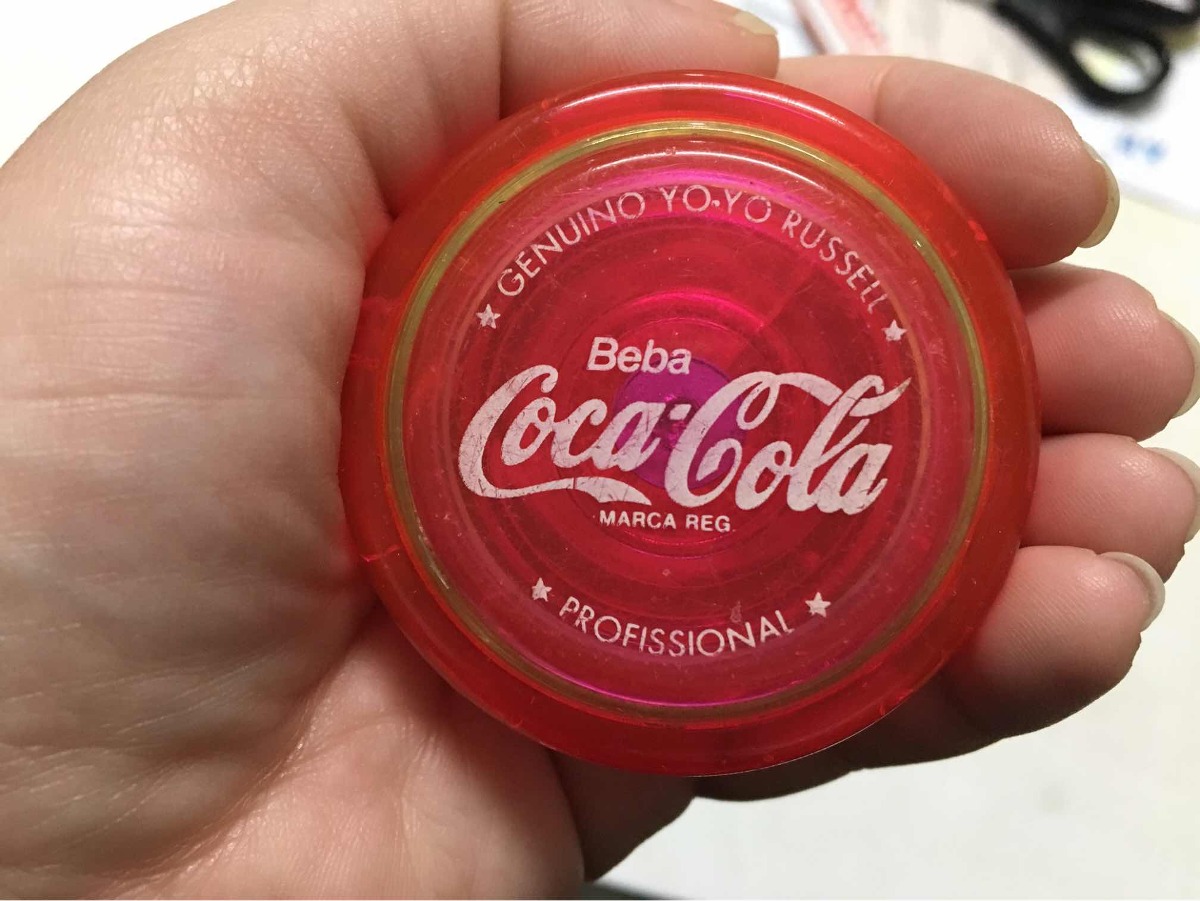 ★ GENUINO YO-YO RUSSELL ★
Beba
Coca-Cola
MARCA REG.
★ PROFISSIONAL ★